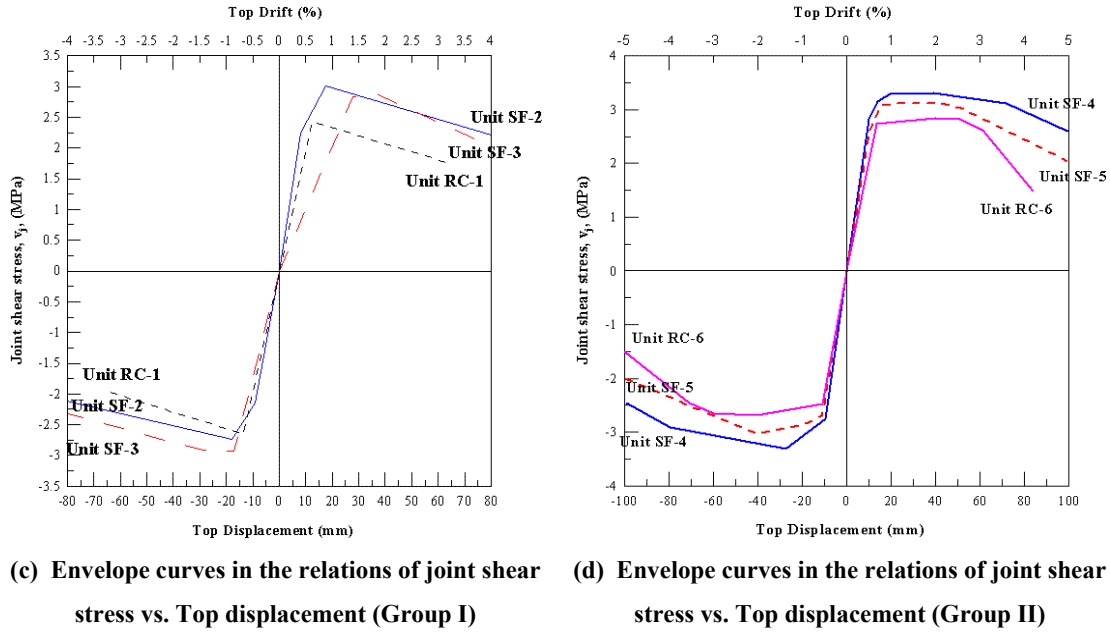 Top Drift (%)
-4 -3.5 -3 -2.5 -2 -1.5 -1 -0.5 0 0.5 1 1.5 2 2.5 3 3.5 4
3.5
3
2.5
2
1.5
1
0.5
0
-0.5
-1
-1.5
-2
-2.5
-3
-3.5
Joint shear stress, vj, (MPa)
Unit SF-2
Unit SF-3
Unit RC-1
Unit RC-1
Unit SF-2
Unit SF-3
-80 -70 -60 -50 -40 -30 -20 -10 0 10 20 30 40 50 60 70 80
Top Displacement (mm)
(c) Envelope curves in the relations of joint shear
stress vs. Top displacement (Group I)
Top Drift (%)
-5 -4 -3 -2 -1 0 1 2 3 4 5
4
3
2
1
0
-1
-2
-3
-4
Joint shear stress, vj, (MPa)
Unit SF-4
Unit SF-5
Unit RC-6
Unit RC-6
Unit SF-5
Unit SF-4
-100 -80 -60 -40 -20 0 20 40 60 80 100
Top Displacement (mm)
(d) Envelope curves in the relations of joint shear
stress vs. Top displacement (Group II)